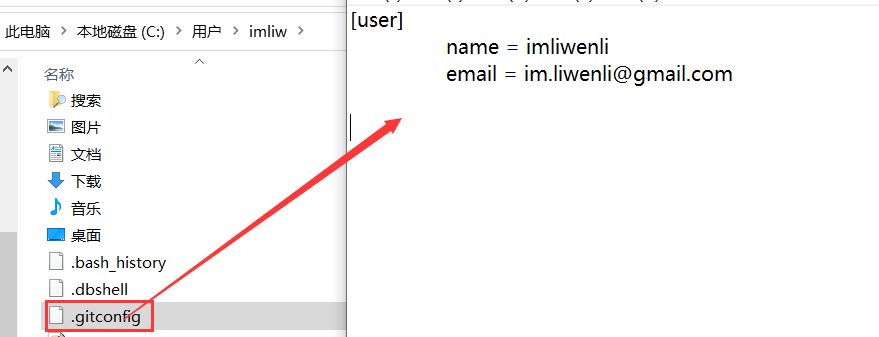 此电脑 > 本地磁盘 (C:) > 用户 > imliw >
名称
搜索
图片
文档
下载
音乐
桌面
.bash_history
.dbshell
.gitconfig
[user]
name = imliwenli
email = im.liwenli@gmail.com